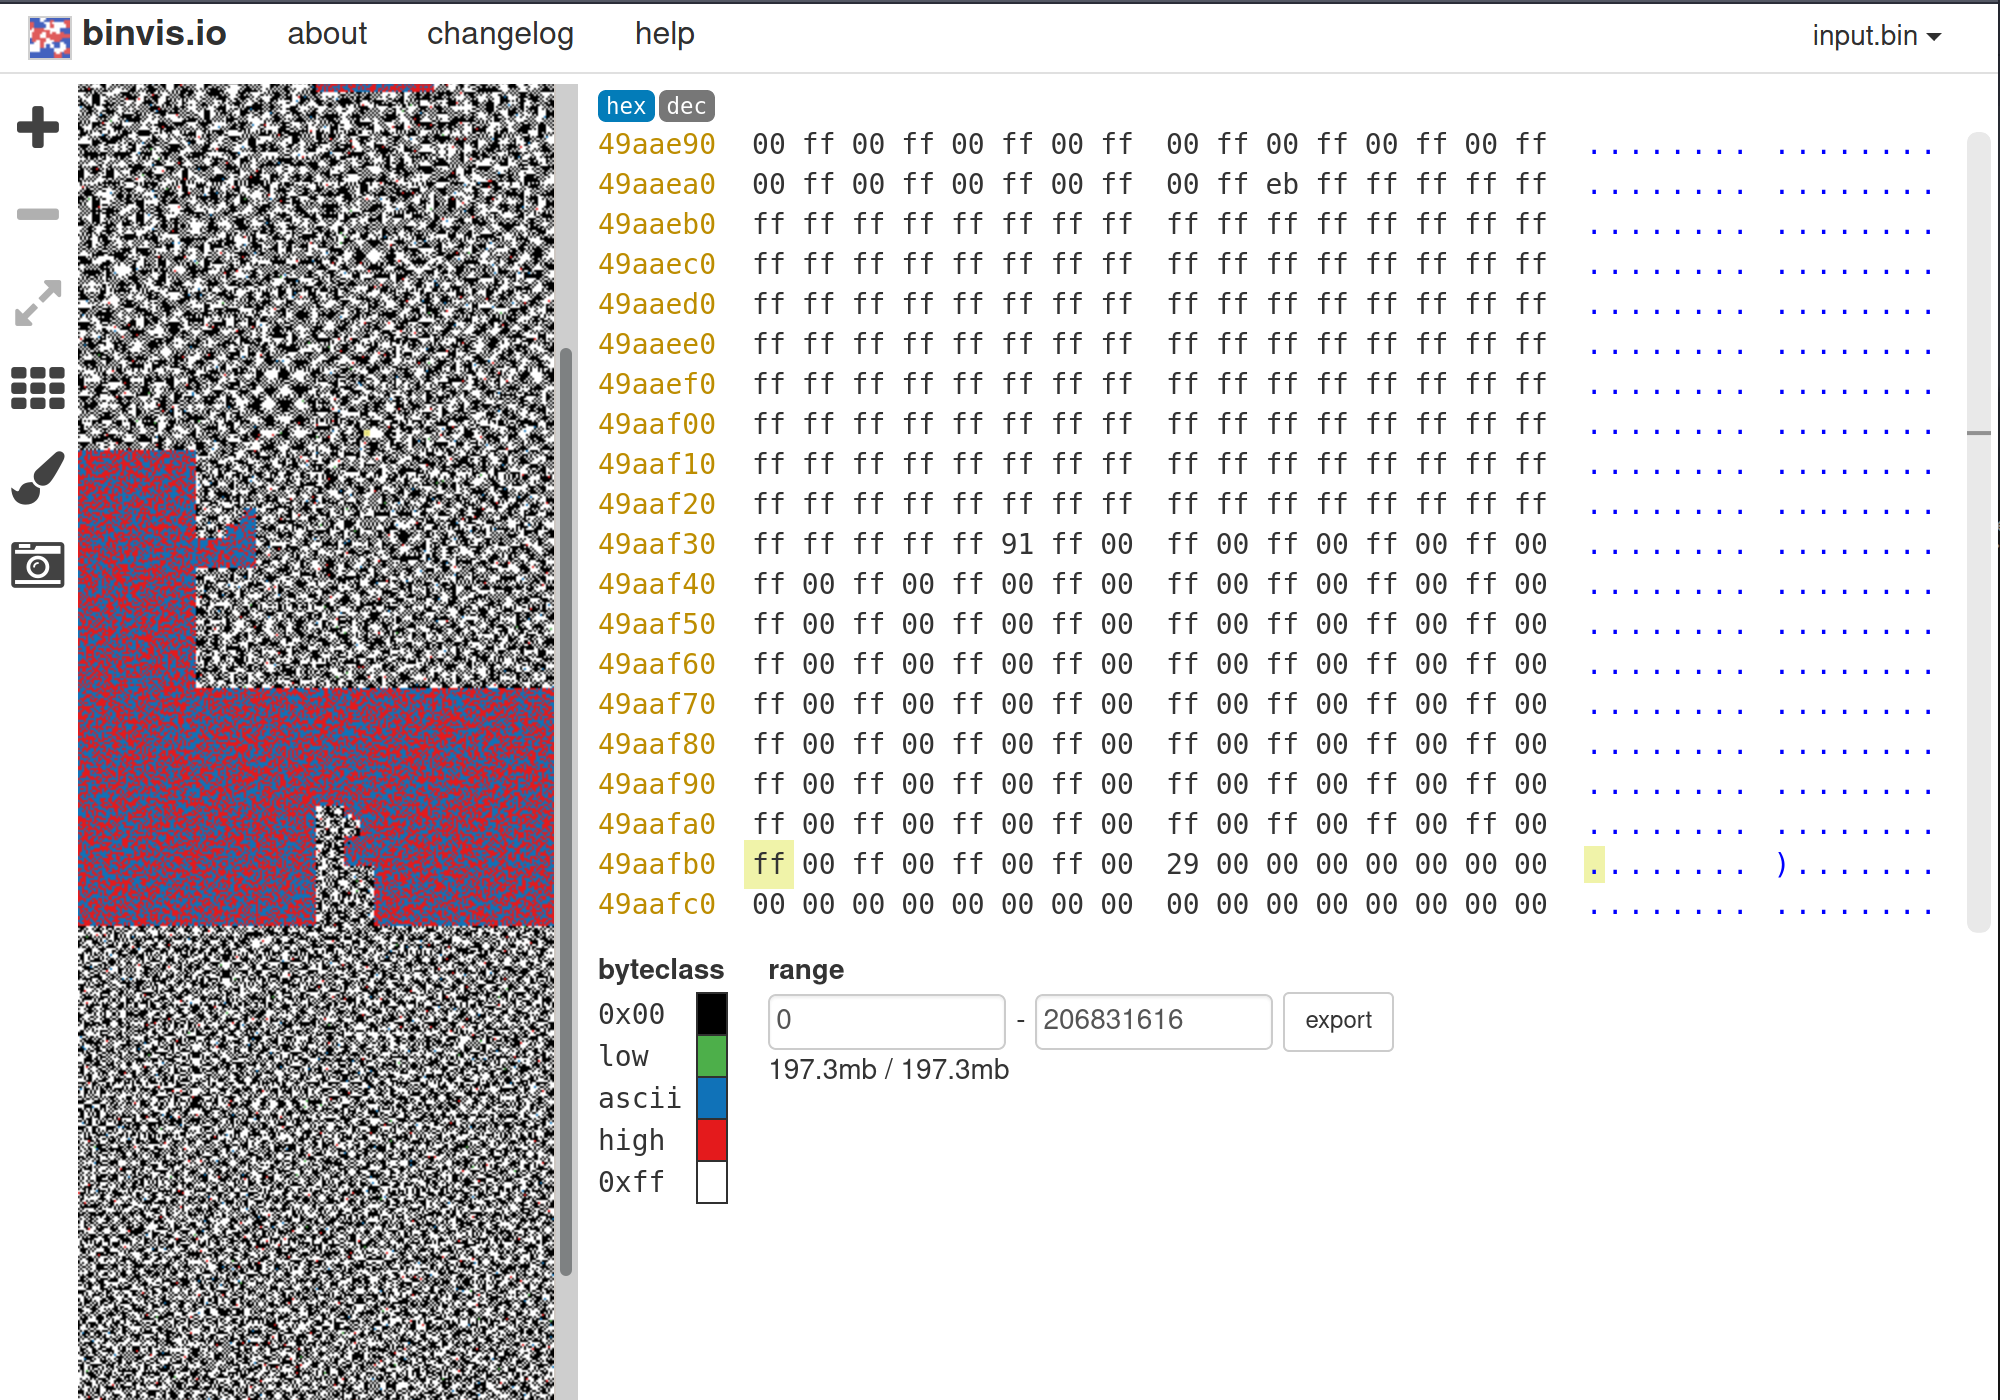 binvis.io about changelog help input.bin
hex dec
49aae90 00 ff 00 ff 00 ff 00 ff 00 ff 00 ff 00 ff 00 ff ........ ........
49aaea0 00 ff 00 ff 00 ff 00 ff 00 ff eb ff ff ff ff ff ........ ........
49aaeb0 ff ff ff ff ff ff ff ff ff ff ff ff ff ff ff ff ........ ........
49aaec0 ff ff ff ff ff ff ff ff ff ff ff ff ff ff ff ff ........ ........
49aaed0 ff ff ff ff ff ff ff ff ff ff ff ff ff ff ff ff ........ ........
49aaee0 ff ff ff ff ff ff ff ff ff ff ff ff ff ff ff ff ........ ........
49aaef0 ff ff ff ff ff ff ff ff ff ff ff ff ff ff ff ff ........ ........
49aaf00 ff ff ff ff ff ff ff ff ff ff ff ff ff ff ff ff ........ ........
49aaf10 ff ff ff ff ff ff ff ff ff ff ff ff ff ff ff ff ........ ........
49aaf20 ff ff ff ff ff ff ff ff ff ff ff ff ff ff ff ff ........ ........
49aaf30 ff ff ff ff ff 91 ff 00 ff 00 ff 00 ff 00 ff 00 ........ ........
49aaf40 ff 00 ff 00 ff 00 ff 00 ff 00 ff 00 ff 00 ff 00 ........ ........
49aaf50 ff 00 ff 00 ff 00 ff 00 ff 00 ff 00 ff 00 ff 00 ........ ........
49aaf60 ff 00 ff 00 ff 00 ff 00 ff 00 ff 00 ff 00 ff 00 ........ ........
49aaf70 ff 00 ff 00 ff 00 ff 00 ff 00 ff 00 ff 00 ff 00 ........ ........
49aaf80 ff 00 ff 00 ff 00 ff 00 ff 00 ff 00 ff 00 ff 00 ........ ........
49aaf90 ff 00 ff 00 ff 00 ff 00 ff 00 ff 00 ff 00 ff 00 ........ ........
49aafa0 ff 00 ff 00 ff 00 ff 00 ff 00 ff 00 ff 00 ff 00 ........ ........
49aafb0 ff 00 ff 00 ff 00 ff 00 29 00 00 00 00 00 00 00 ........ ).......
49aafc0 00 00 00 00 00 00 00 00 00 00 00 00 00 00 00 00 ........ ........
byteclass range
0x00
low
ascii
high
0xff
0 - 206831616 export
197.3mb / 197.3mb